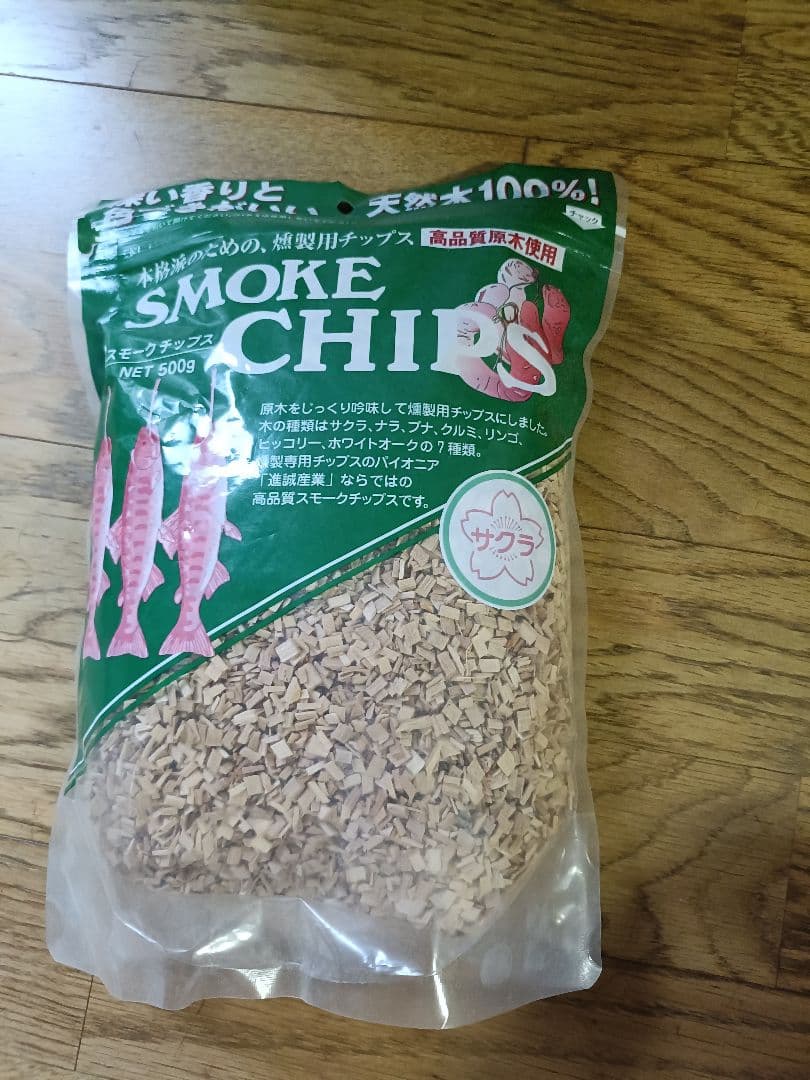 深い香りと
天然木100%!
チャック
本格派のための、燻製用チップス
高品質原木使用
SMOKE
CHIPS
スモークチップス
NET 500g
原木をじっくり吟味して燻製用チップスにしました。
木の種類はサクラ、ナラ、ブナ、クルミ、リンゴ、
ヒッコリー、ホワイトオークの7種類。
燻製専用チップスのパイオニア
「進誠産業」ならではの
高品質スモークチップスです。
サクラ